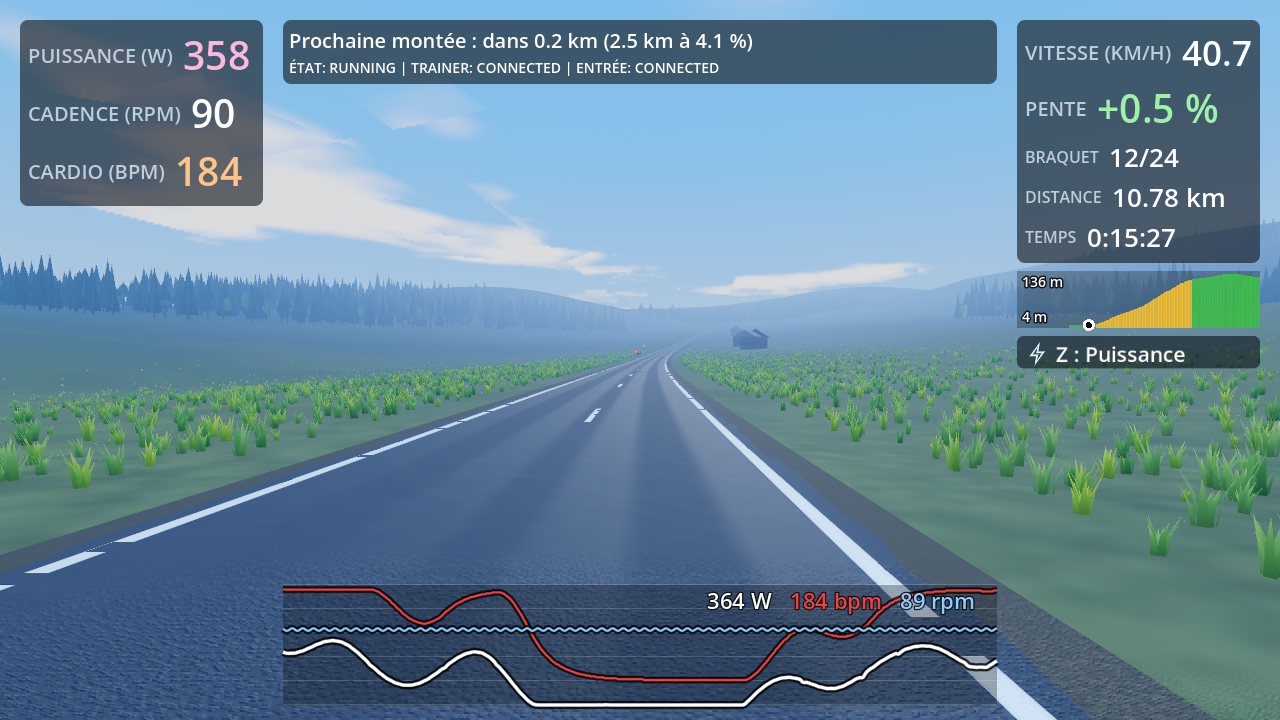 PUISSANCE (W) 358
CADENCE (RPM) 90
CARDIO (BPM) 184
Prochaine montée : dans 0.2 km (2.5 km à 4.1 %)
ÉTAT: RUNNING | TRAINER: CONNECTED | ENTRÉE: CONNECTED
VITESSE (KM/H) 40.7
PENTE +0.5 %
BRAQUET 12/24
DISTANCE 10.78 km
TEMPS 0:15:27
136 m
4 m
Z : Puissance
364 W 184 bpm 89 rpm